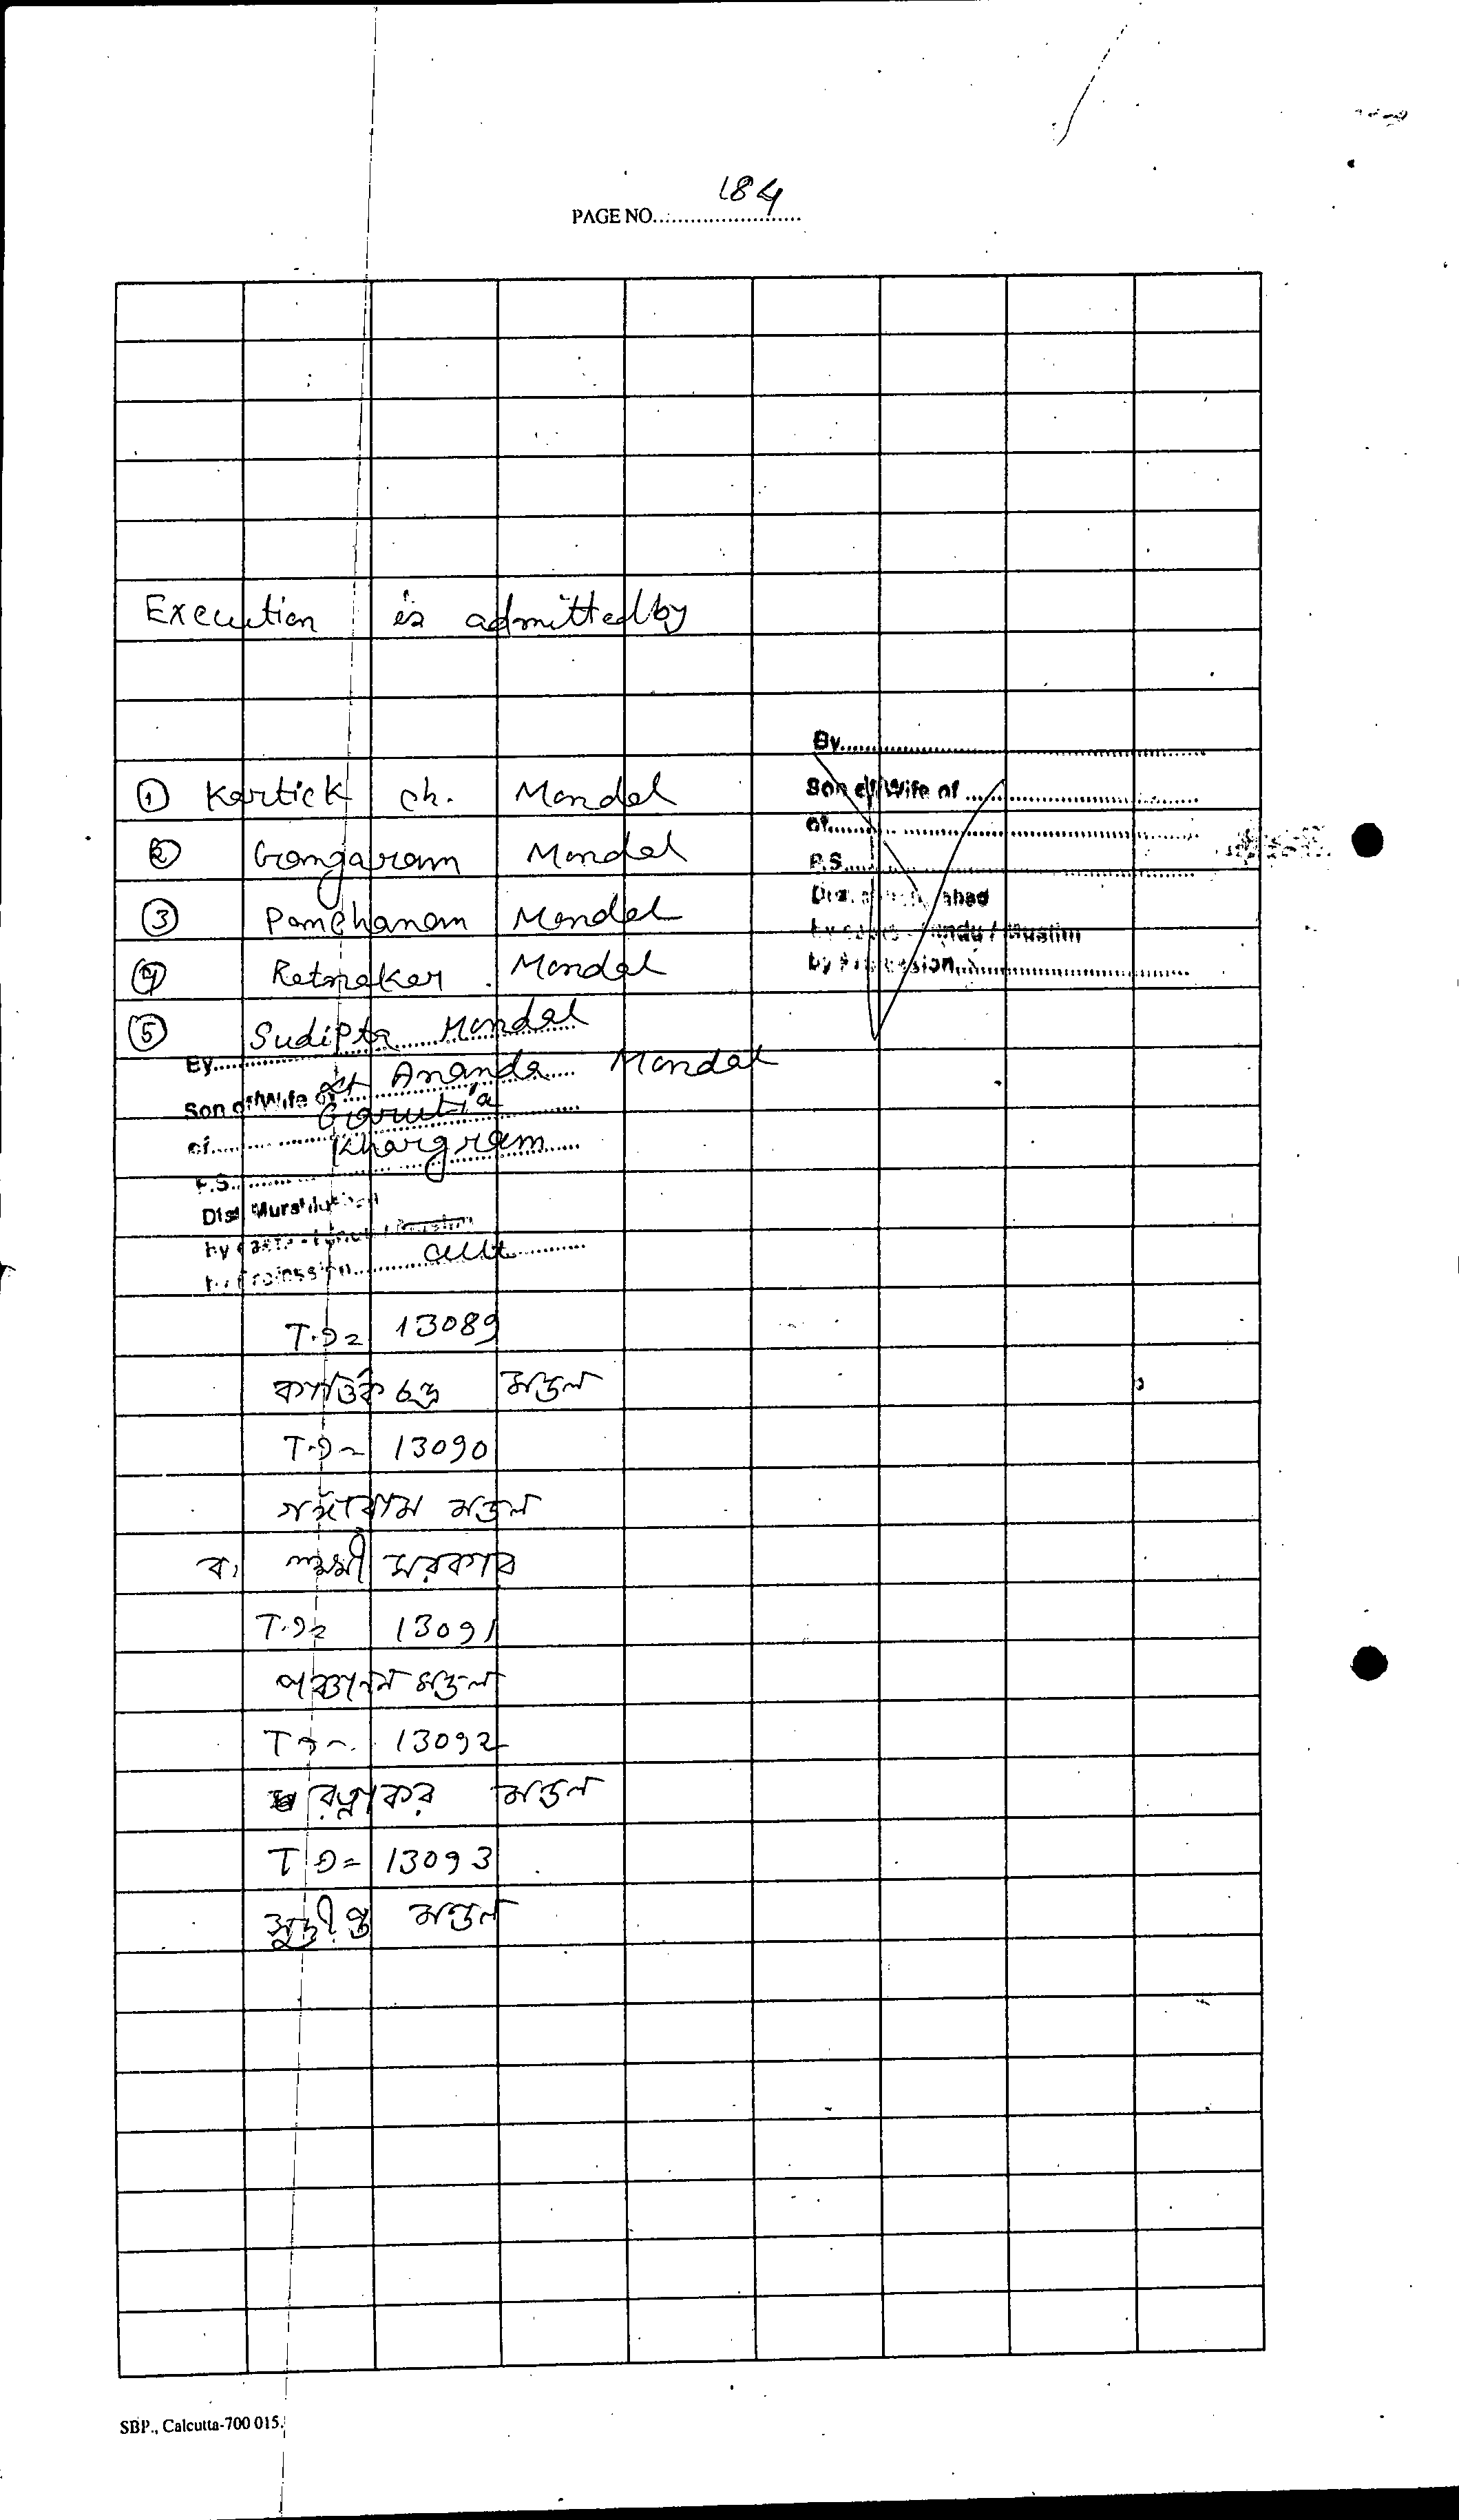 184
PAGE NO.........................
Execution is admitted by
By..............................
① Kartick ch. Mondal
Son of/Wife of ..............................
of..............................
② Gangaram Mondal
P.S..............................
③ Panchanan Mondal
by caste - Hindu / Muslim
④ Ratnakar Mondal
by Profession..............................
⑤ Sudipta Mondal
By..............................
Lt Ananda Mondal
Son of/Wife of
Garutia
of..............................
Khargram
P.S..............................
Dist Murshidabad
by caste - Hindu / Muslim
by Profession.............. cult
13089
কার্তিক চন্দ্র মন্ডল
13090
গঙ্গারাম মন্ডল
ব। লক্ষ্মী সরকার
13091
পঞ্চানন মন্ডল
13092
রত্নাকর মন্ডল
13093
সুদীপ্ত মন্ডল
SBP., Calcutta-700 015.